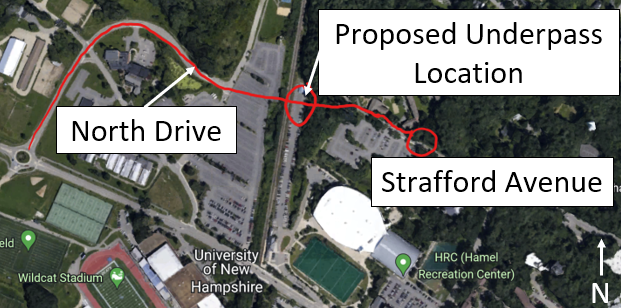 Proposed Underpass
Location
North Drive
Strafford Avenue
University
of New
Hampshire
HRC (Hamel
Recreation Center)
eld
Wildcat Stadium
N